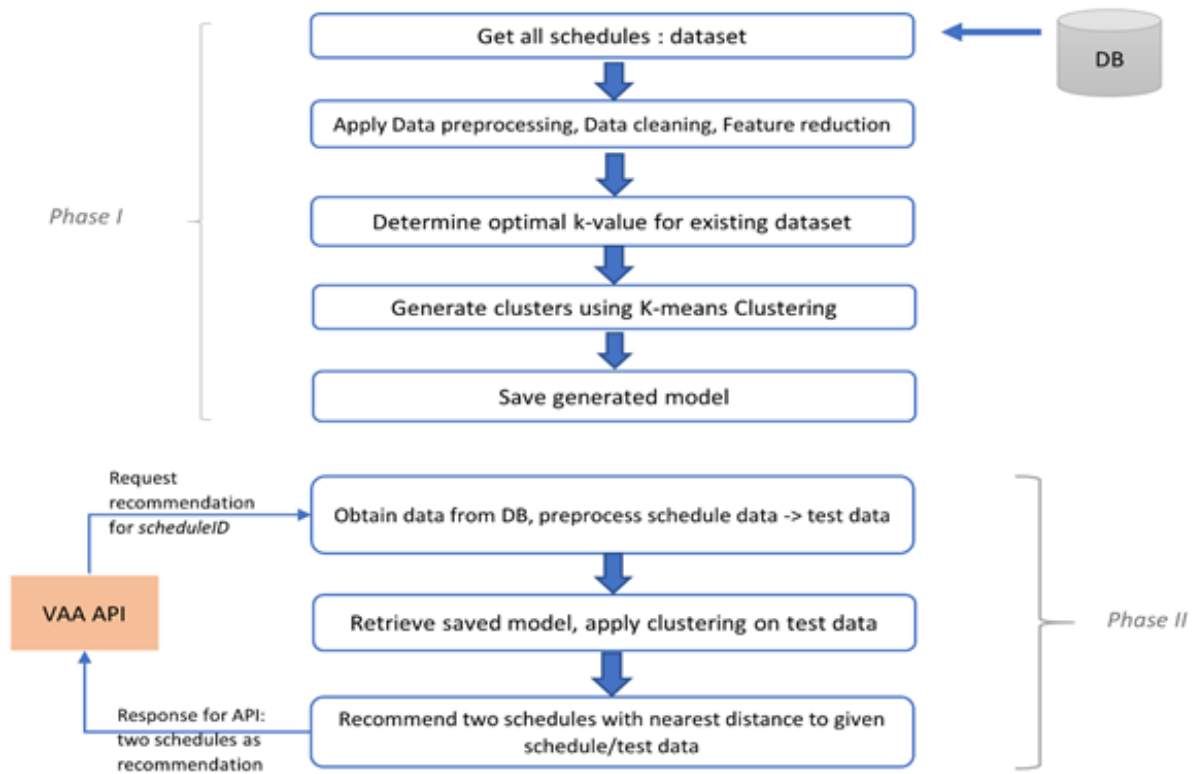 Get all schedules : dataset
DB
Apply Data preprocessing, Data cleaning, Feature reduction
Phase I
Determine optimal k-value for existing dataset
Generate clusters using K-means Clustering
Save generated model
Request
recommendation
for scheduleID
Obtain data from DB, preprocess schedule data -> test data
VAA API
Retrieve saved model, apply clustering on test data
Phase II
Response for API:
two schedules as
recommendation
Recommend two schedules with nearest distance to given
schedule/test data